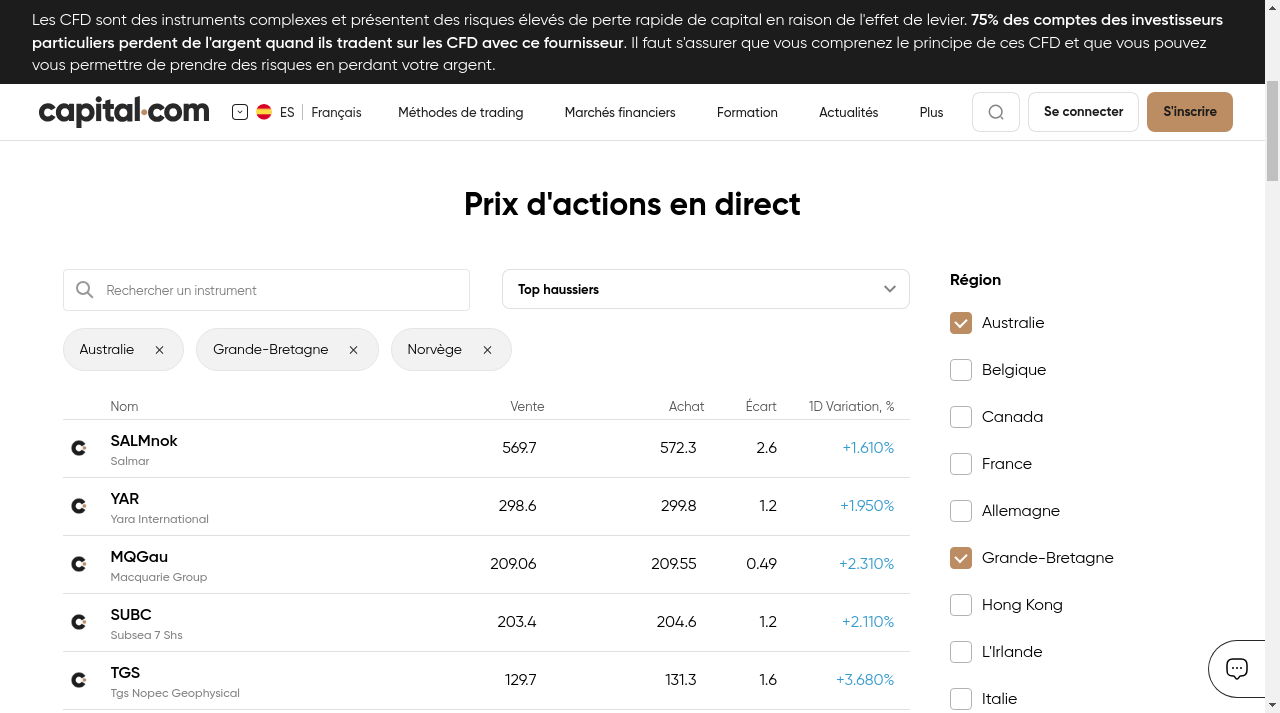 Les CFD sont des instruments complexes et présentent des risques élevés de perte rapide de capital en raison de l'effet de levier. 75% des comptes des investisseurs
particuliers perdent de l'argent quand ils tradent sur les CFD avec ce fournisseur. Il faut s'assurer que vous comprenez le principe de ces CFD et que vous pouvez
vous permettre de prendre des risques en perdant votre argent.
capital.com ES Français Méthodes de trading Marchés financiers Formation Actualités Plus Se connecter S'inscrire
Prix d'actions en direct
Rechercher un instrument
Top haussiers
Australie Grande-Bretagne Norvège
Nom Vente Achat Écart 1D Variation, %
SALMnok 569.7 572.3 2.6 +1.610%
Salmar
YAR 298.6 299.8 1.2 +1.950%
Yara International
MQGau 209.06 209.55 0.49 +2.310%
Macquarie Group
SUBC 203.4 204.6 1.2 +2.110%
Subsea 7 Shs
TGS 129.7 131.3 1.6 +3.680%
Tgs Nopec Geophysical
Région
Australie
Belgique
Canada
France
Allemagne
Grande-Bretagne
Hong Kong
L'Irlande
Italie